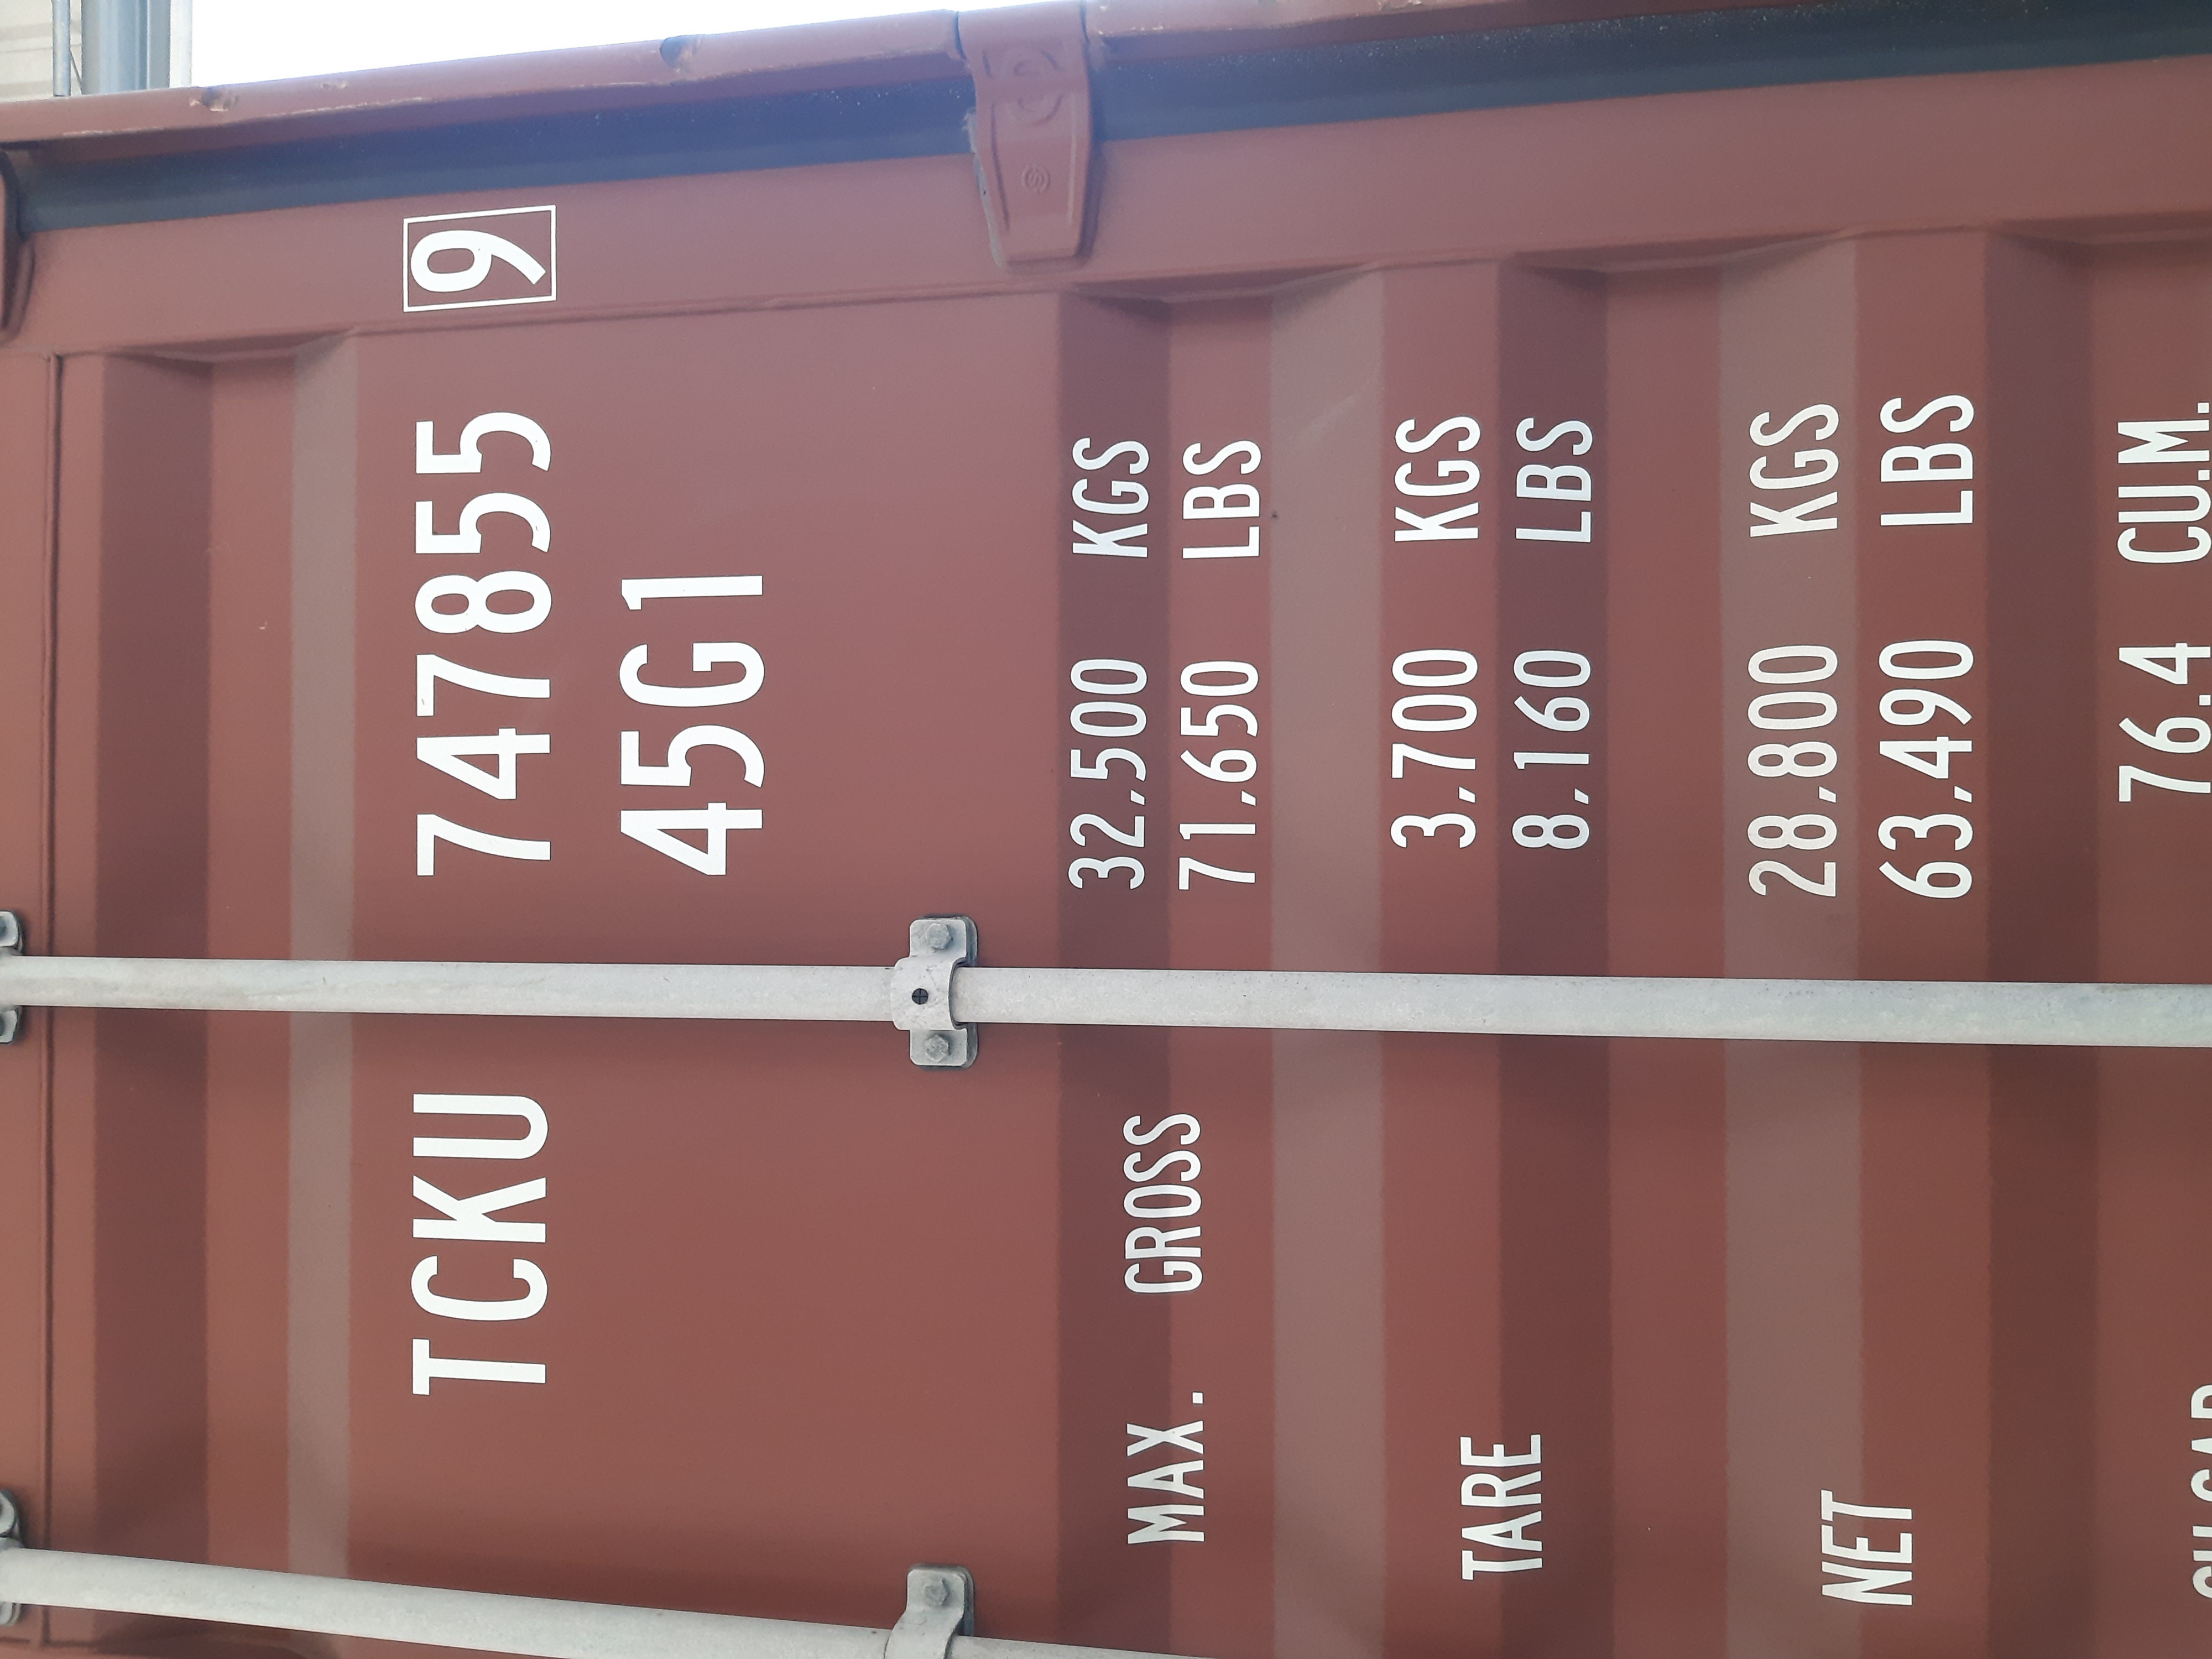 TCKU 747855 9
45G1
MAX. GROSS 32,500 KGS
71,650 LBS
TARE 3,700 KGS
8,160 LBS
NET 28,800 KGS
63,490 LBS
76.4 CU.M.